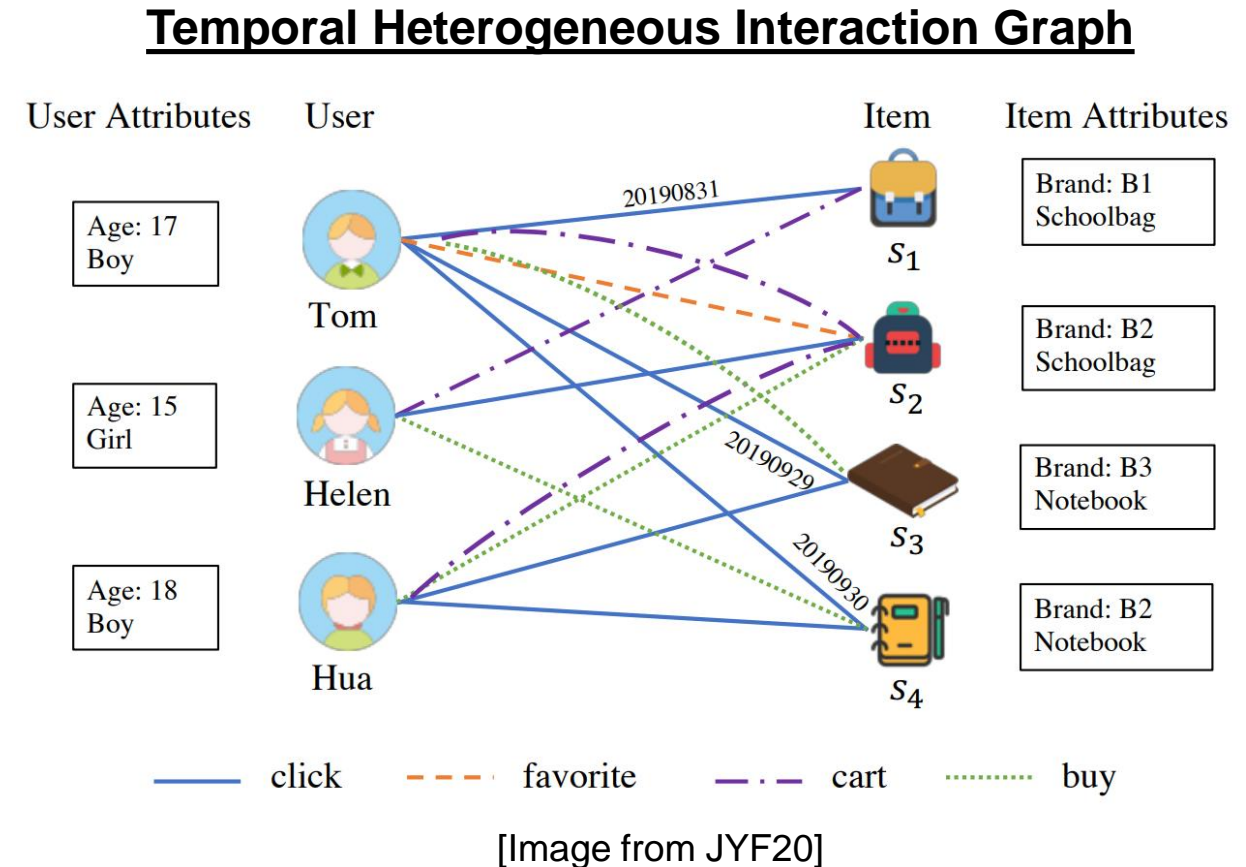 Temporal Heterogeneous Interaction Graph
User Attributes
User
Item
Item Attributes
Age: 17
Boy
Tom
20190831
s₁
Brand: B1
Schoolbag
s₂
Brand: B2
Schoolbag
Age: 15
Girl
Helen
20190929
s₃
Brand: B3
Notebook
Age: 18
Boy
Hua
20190930
s₄
Brand: B2
Notebook
click
favorite
cart
buy
[Image from JYF20]